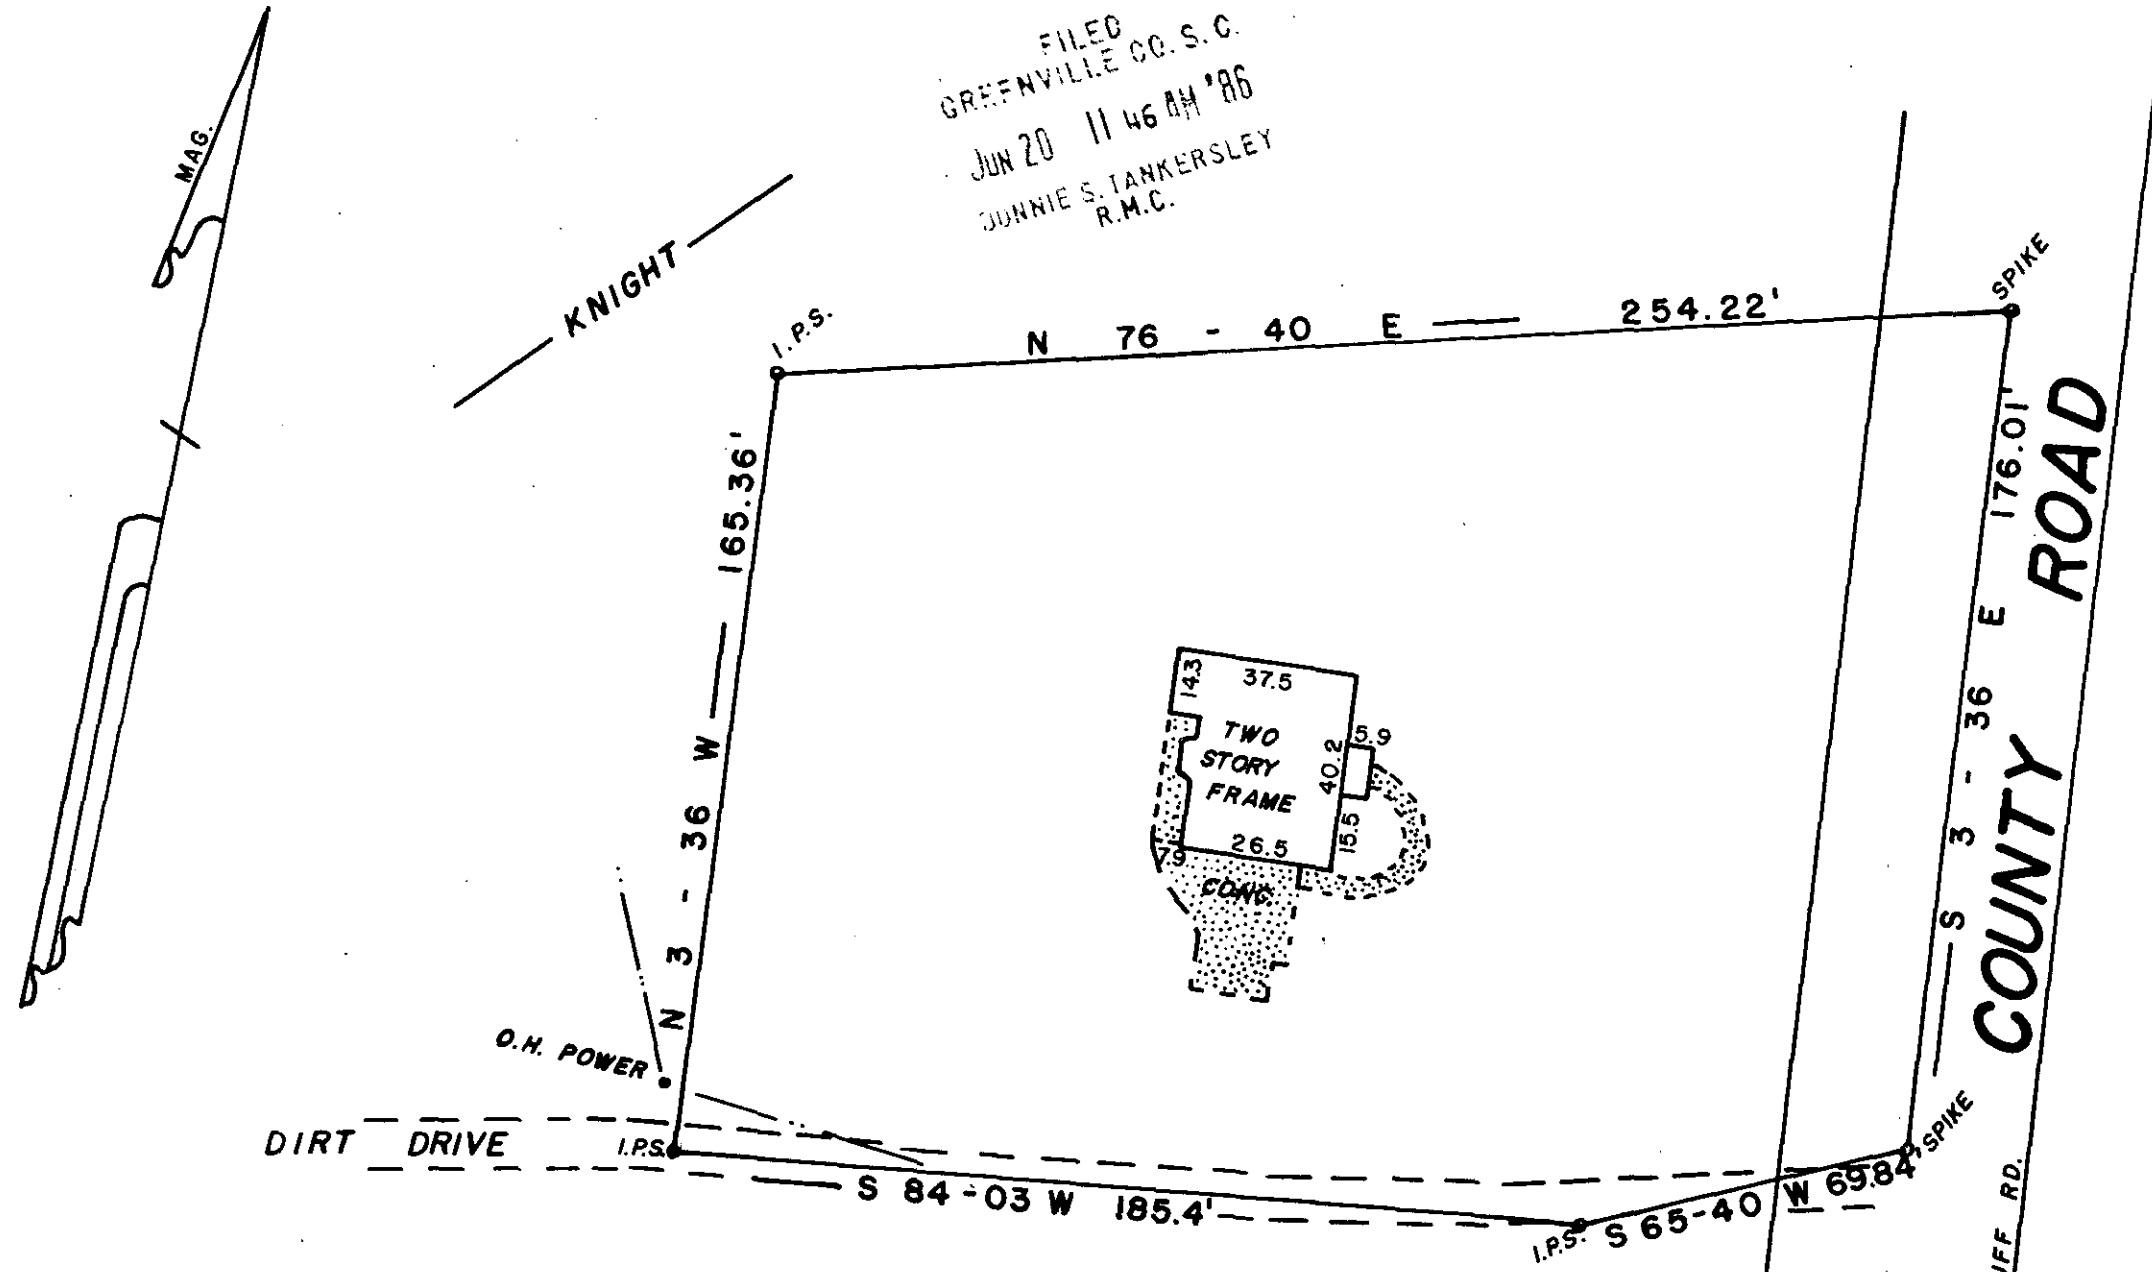 FILED
GREENVILLE CO. S. C.
JUN 20 11 46 AM '86
DONNIE S. TANKERSLEY
R.M.C.
MAG.
KNIGHT
I.P.S.
N 76 - 40 E 254.22'
SPIKE
N 3 - 36 W 165.36'
S 3 - 36 E 176.01'
COUNTY ROAD
14.3
37.5
TWO
STORY
FRAME
40.2
5.9
15.5
26.5
7.9
CONC.
O.H. POWER
DIRT DRIVE
I.P.S.
S 84 - 03 W 185.4'
I.P.S.
S 65-40 W 69.84'
SPIKE
RD.